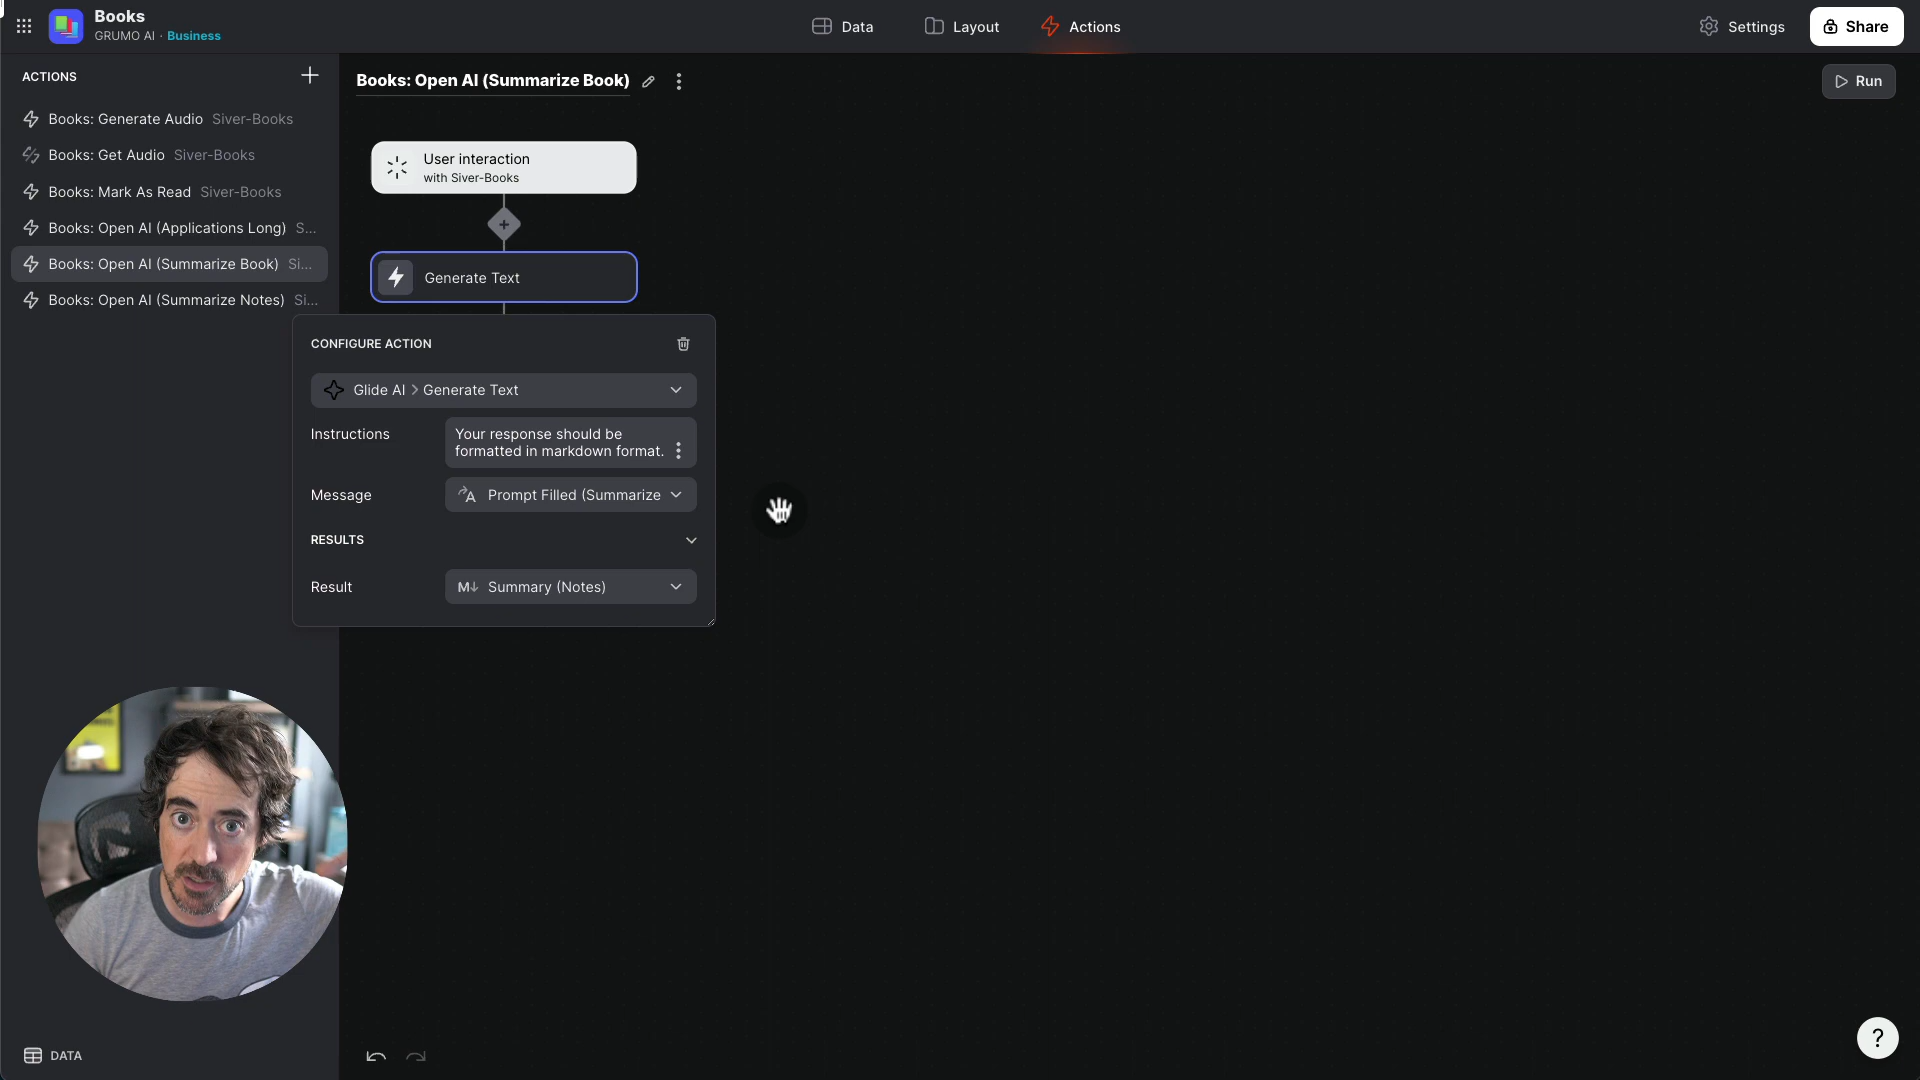 Books
GRUMO AI · Business
Data
Layout
Actions
Settings
Share
ACTIONS
Books: Generate Audio Siver-Books
Books: Get Audio Siver-Books
Books: Mark As Read Siver-Books
Books: Open AI (Applications Long) S...
Books: Open AI (Summarize Book) Si...
Books: Open AI (Summarize Notes) Si...
Books: Open AI (Summarize Book)
Run
User interaction
with Siver-Books
Generate Text
CONFIGURE ACTION
Glide AI > Generate Text
Instructions
Your response should be
formatted in markdown format.
Message
Prompt Filled (Summarize
RESULTS
Result
M↓ Summary (Notes)
DATA
?